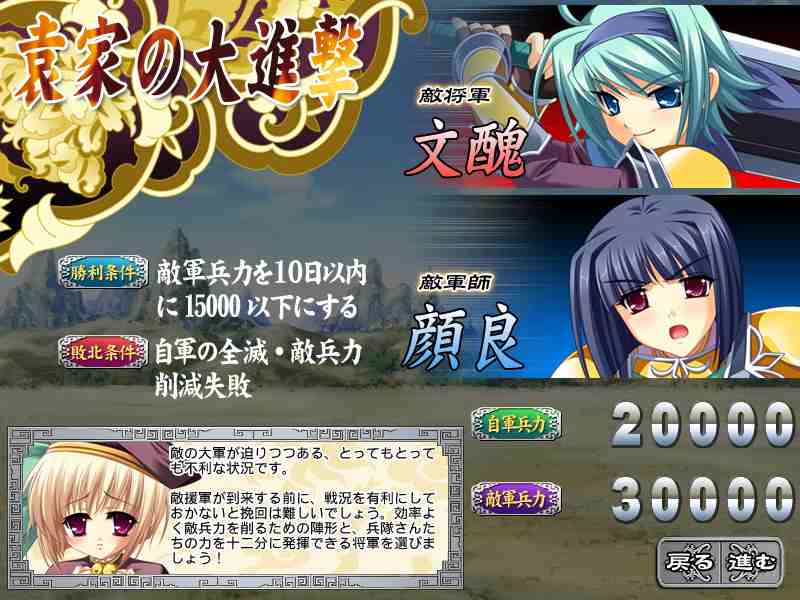 袁家の大進撃
敵将軍
文醜
敵軍師
顔良
勝利条件
敵軍兵力を10日以内
に15000以下にする
敗北条件
自軍の全滅・敵兵力
削減失敗
自軍兵力
20000
敵軍兵力
30000
敵の大軍が迫りつつある、とってもとって
も不利な状況です。
敵援軍が到来する前に、戦況を有利にして
おかないと挽回は難しいでしょう。効率よ
く敵兵力を削るための陣形と、兵隊さんた
ちの力を十二分に発揮できる将軍を選びま
しょう！
戻る
進む